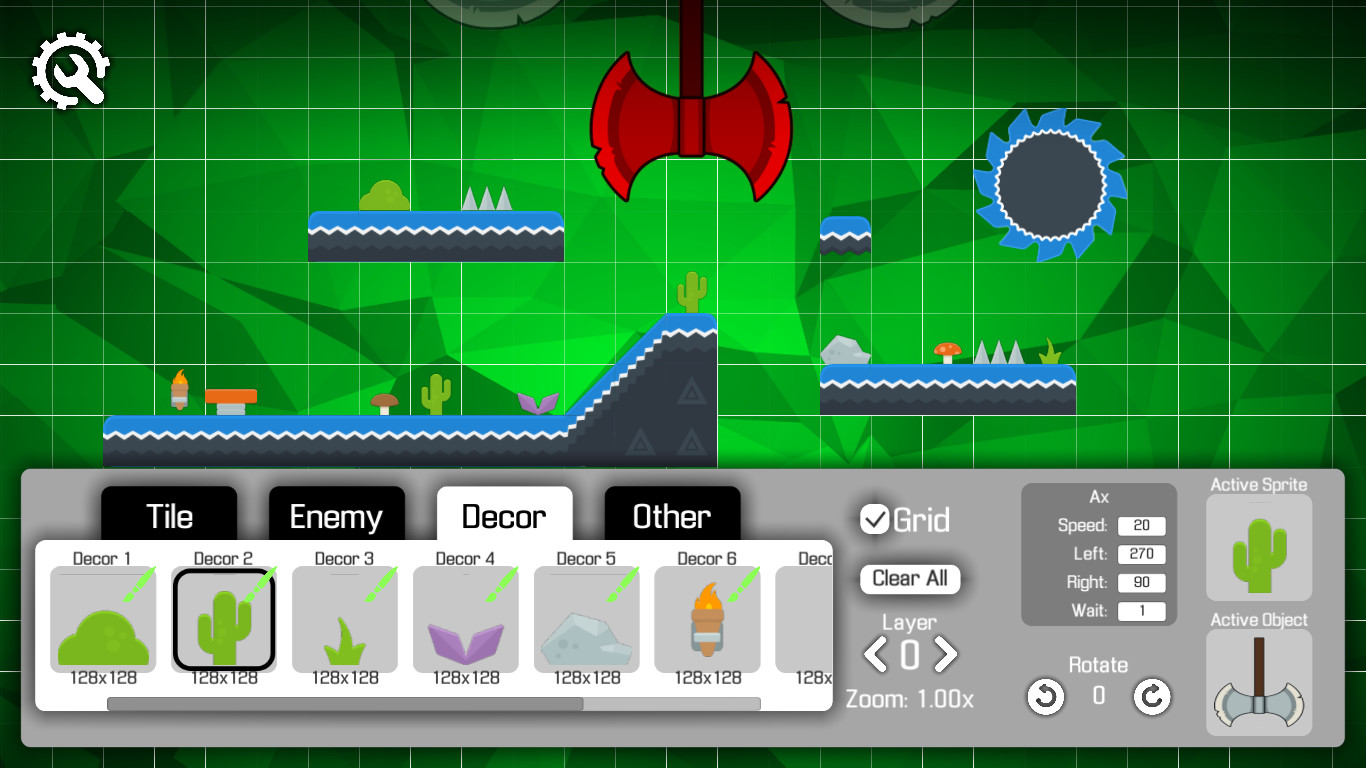 Tile
Enemy
Decor
Other
Decor 1
Decor 2
Decor 3
Decor 4
Decor 5
Decor 6
128x128
128x128
128x128
128x128
128x128
128x128
Grid
Clear All
Layer
0
Zoom: 1.00x
Ax
Speed: 20
Left: 270
Right: 90
Wait: 1
Rotate
0
Active Sprite
Active Object